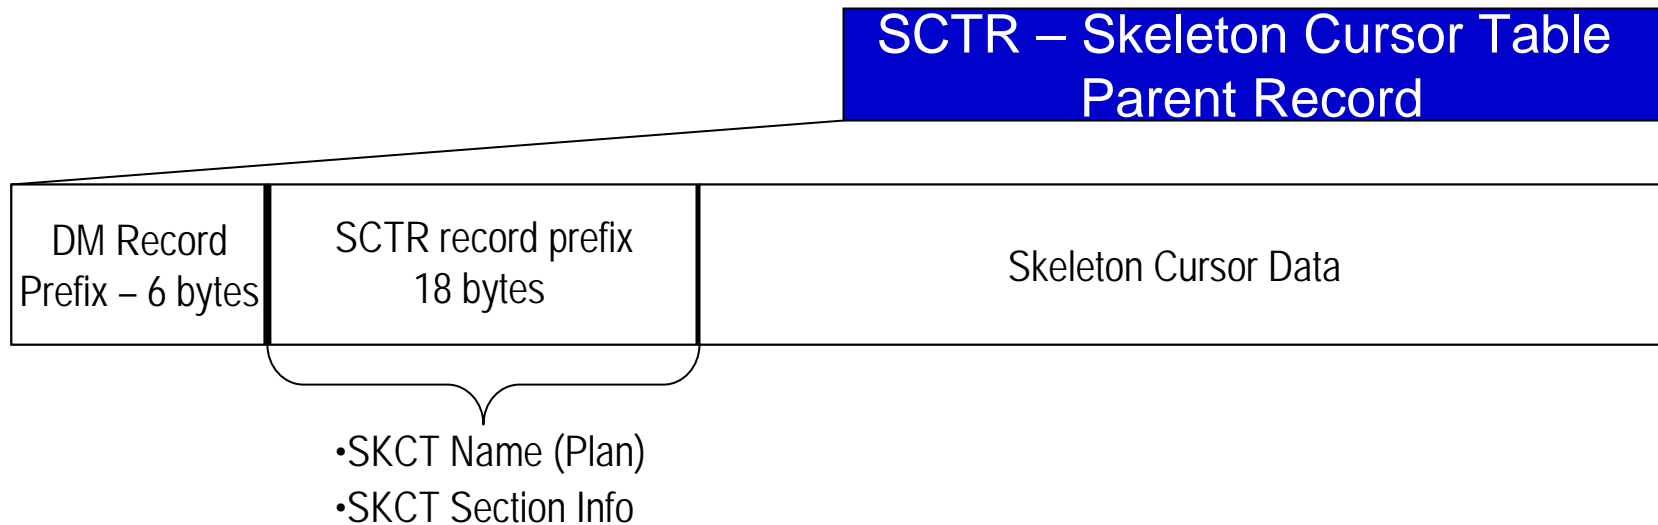 SCTR – Skeleton Cursor Table
Parent Record
DM Record
Prefix – 6 bytes
SCTR record prefix
18 bytes
Skeleton Cursor Data
•SKCT Name (Plan)
•SKCT Section Info